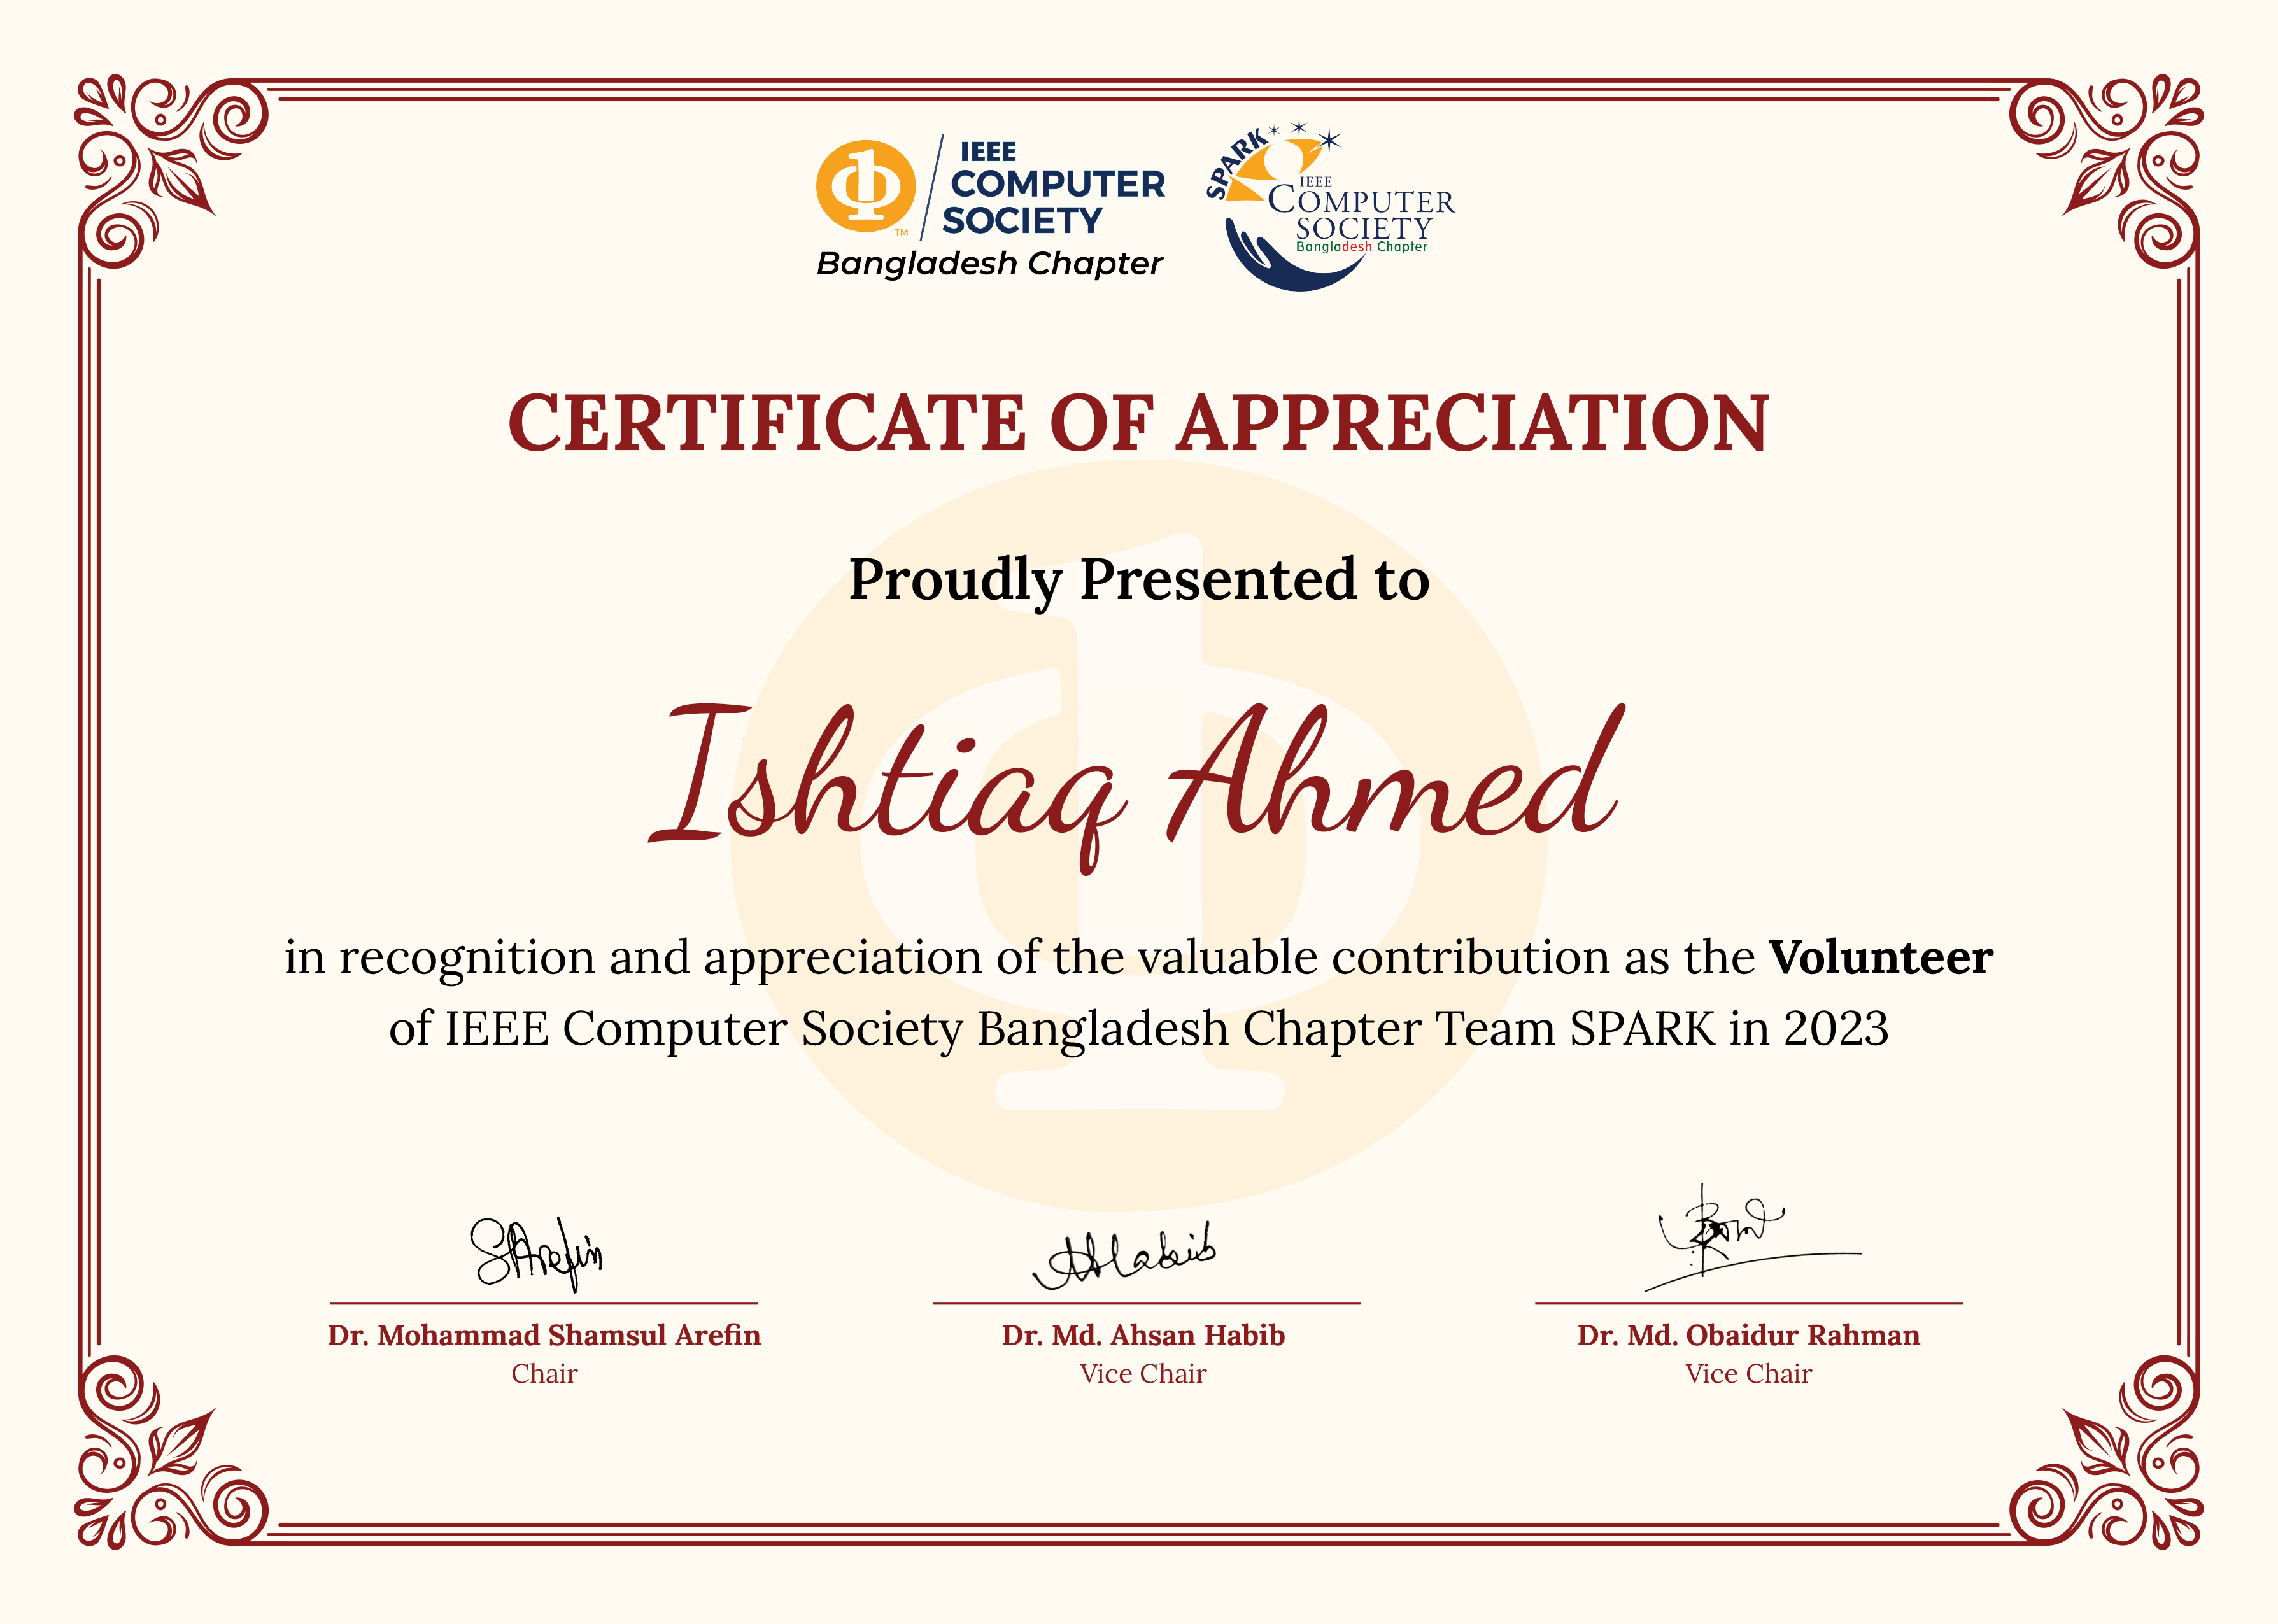 IEEE
COMPUTER
SOCIETY
TM
Bangladesh Chapter
SPARK
IEEE
COMPUTER
SOCIETY
Bangladesh Chapter
CERTIFICATE OF APPRECIATION
Proudly Presented to
Ishtiaq Ahmed
in recognition and appreciation of the valuable contribution as the Volunteer
of IEEE Computer Society Bangladesh Chapter Team SPARK in 2023
SArefin
AHabib
Dr. Mohammad Shamsul Arefin
Chair
Dr. Md. Ahsan Habib
Vice Chair
Dr. Md. Obaidur Rahman
Vice Chair